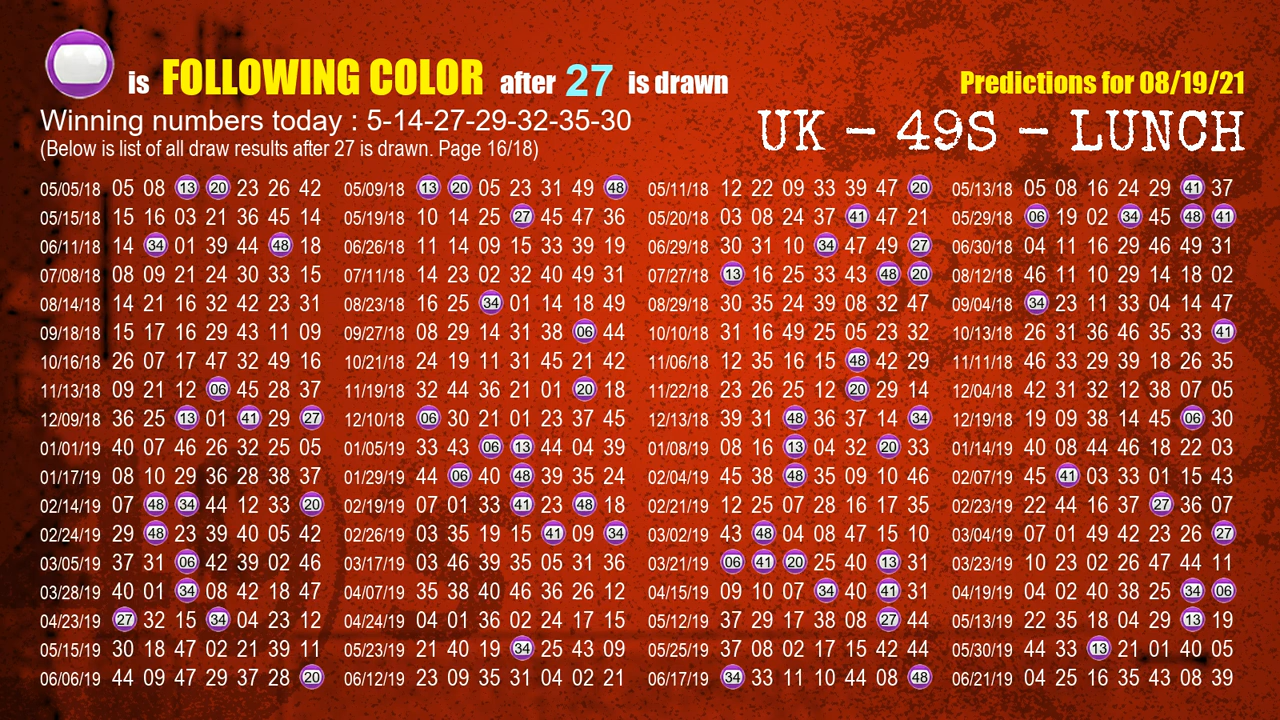 is FOLLOWING COLOR after 27 is drawn
Predictions for 08/19/21
Winning numbers today : 5-14-27-29-32-35-30
UK - 49S - LUNCH
(Below is list of all draw results after 27 is drawn. Page 16/18)
05/05/18 05 08 13 20 23 26 42 05/09/18 13 20 05 23 31 49 48 05/11/18 12 22 09 33 39 47 20 05/13/18 05 08 16 24 29 41 37
05/15/18 15 16 03 21 36 45 14 05/19/18 10 14 25 27 45 47 36 05/20/18 03 08 24 37 41 47 21 05/29/18 06 19 02 34 45 48 41
06/11/18 14 34 01 39 44 48 18 06/26/18 11 14 09 15 33 39 19 06/29/18 30 31 10 34 47 49 27 06/30/18 04 11 16 29 46 49 31
07/08/18 08 09 21 24 30 33 15 07/11/18 14 23 02 32 40 49 31 07/27/18 13 16 25 33 43 48 20 08/12/18 46 11 10 29 14 18 02
08/14/18 14 21 16 32 42 23 31 08/23/18 16 25 34 01 14 18 49 08/29/18 30 35 24 39 08 32 47 09/04/18 34 23 11 33 04 14 47
09/18/18 15 17 16 29 43 11 09 09/27/18 08 29 14 31 38 06 44 10/10/18 31 16 49 25 05 23 32 10/13/18 26 31 36 46 35 33 41
10/16/18 26 07 17 47 32 49 16 10/21/18 24 19 11 31 45 21 42 11/06/18 12 35 16 15 48 42 29 11/11/18 46 33 29 39 18 26 35
11/13/18 09 21 12 06 45 28 37 11/19/18 32 44 36 21 01 20 18 11/22/18 23 26 25 12 20 29 14 12/04/18 42 31 32 12 38 07 05
12/09/18 36 25 13 01 41 29 27 12/10/18 06 30 21 01 23 37 45 12/13/18 39 31 48 36 37 14 34 12/19/18 19 09 38 14 45 06 30
01/01/19 40 07 46 26 32 25 05 01/05/19 33 43 06 13 44 04 39 01/08/19 08 16 13 04 32 20 33 01/14/19 40 08 44 46 18 22 03
01/17/19 08 10 29 36 28 38 37 01/29/19 44 06 40 48 39 35 24 02/04/19 45 38 48 35 09 10 46 02/07/19 45 41 03 33 01 15 43
02/14/19 07 48 34 44 12 33 20 02/19/19 07 01 33 41 23 48 18 02/21/19 12 25 07 28 16 17 35 02/23/19 22 44 16 37 27 36 07
02/24/19 29 48 23 39 40 05 42 02/26/19 03 35 19 15 41 09 34 03/02/19 43 48 04 08 47 15 10 03/04/19 07 01 49 42 23 26 27
03/05/19 37 31 06 42 39 02 46 03/17/19 03 46 39 35 05 31 36 03/21/19 06 41 20 25 40 13 31 03/23/19 10 23 02 26 47 44 11
03/28/19 40 01 34 08 42 18 47 04/07/19 35 38 40 46 36 26 12 04/15/19 09 10 07 34 40 41 31 04/19/19 04 02 40 38 25 34 06
04/23/19 27 32 15 34 04 23 12 04/24/19 04 01 36 02 24 17 15 05/12/19 37 29 17 38 08 27 44 05/13/19 22 35 18 04 29 13 19
05/15/19 30 18 47 02 21 39 11 05/23/19 21 40 19 34 25 43 09 05/25/19 37 08 02 17 15 42 44 05/30/19 44 33 13 21 01 40 05
06/06/19 44 09 47 29 37 28 20 06/12/19 23 09 35 31 04 02 21 06/17/19 34 33 11 10 44 08 48 06/21/19 04 25 16 35 43 08 39